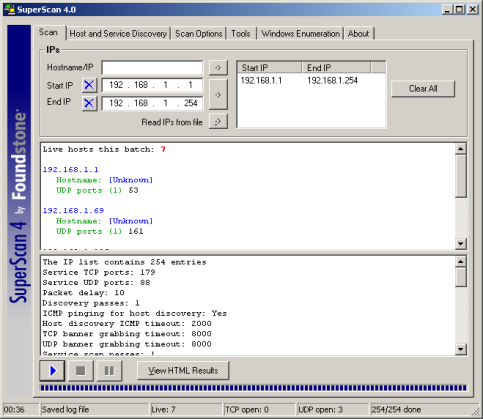 SuperScan 4.0
Scan Host and Service Discovery Scan Options Tools Windows Enumeration About
IPs
Hostname/IP ->
Start IP X 192 . 168 . 1 . 1 ->
End IP X 192 . 168 . 1 . 254
Read IPs from file ->
Start IP End IP
192.168.1.1 192.168.1.254
Clear All
SuperScan 4 by Foundstone
Live hosts this batch: 7
192.168.1.1
Hostname: [Unknown]
UDP ports (1) 53
192.168.1.69
Hostname: [Unknown]
UDP ports (1) 161
The IP list contains 254 entries
Service TCP ports: 179
Service UDP ports: 88
Packet delay: 10
Discovery passes: 1
ICMP pinging for host discovery: Yes
Host discovery ICMP timeout: 2000
TCP banner grabbing timeout: 8000
UDP banner grabbing timeout: 8000
Service scan passes: 1
View HTML Results
00:36 Saved log file Live: 7 TCP open: 0 UDP open: 3 254/254 done